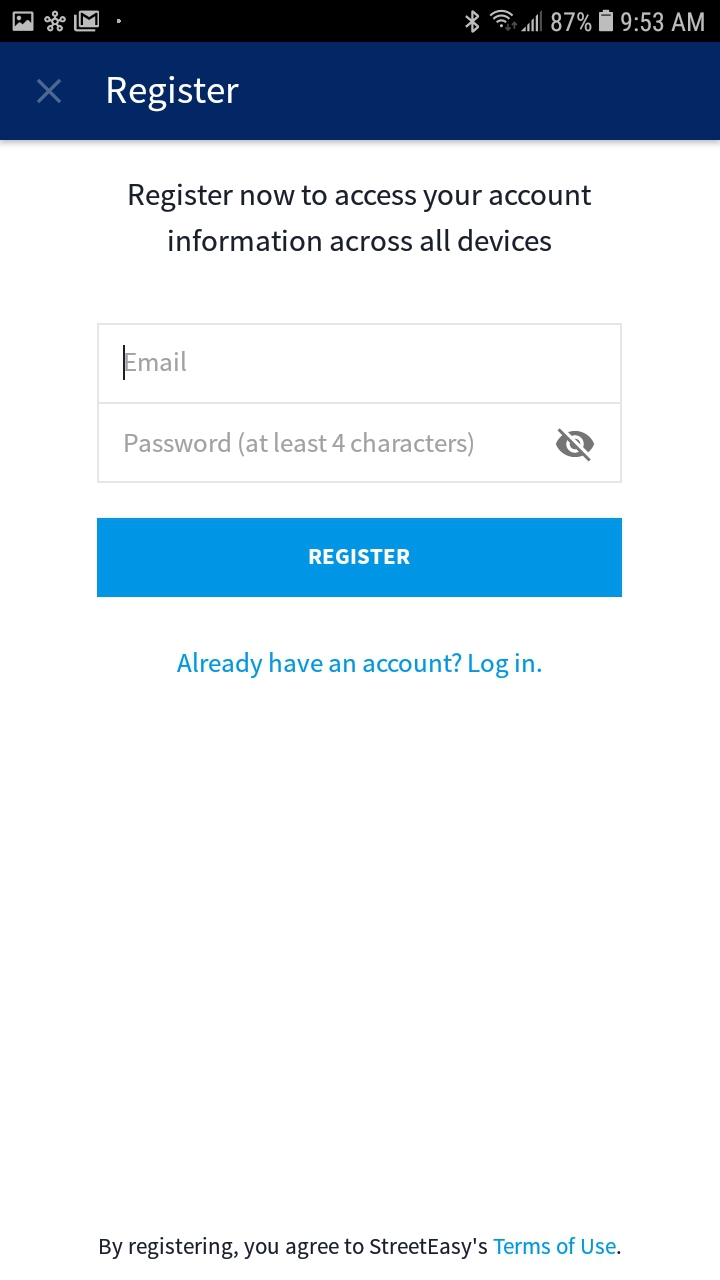 87% 9:53 AM
Register
Register now to access your account
information across all devices
Email
Password (at least 4 characters)
REGISTER
Already have an account? Log in.
By registering, you agree to StreetEasy's Terms of Use.